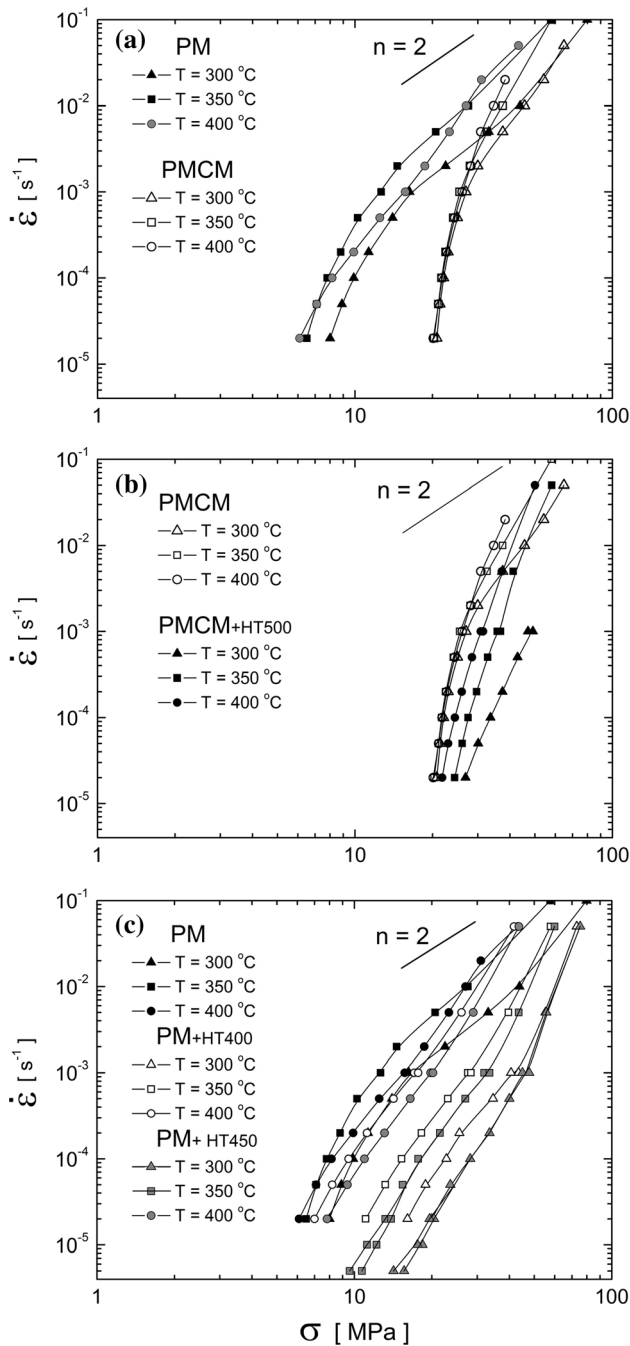 (a)
PM
T = 300 °C
T = 350 °C
T = 400 °C
PMCM
T = 300 °C
T = 350 °C
T = 400 °C
n = 2
10⁻¹
10⁻²
10⁻³
10⁻⁴
10⁻⁵
ε̇ [ s⁻¹ ]
1
10
100
(b)
PMCM
T = 300 °C
T = 350 °C
T = 400 °C
PMCM+HT500
T = 300 °C
T = 350 °C
T = 400 °C
n = 2
10⁻¹
10⁻²
10⁻³
10⁻⁴
10⁻⁵
ε̇ [ s⁻¹ ]
1
10
100
(c)
PM
T = 300 °C
T = 350 °C
T = 400 °C
PM+HT400
T = 300 °C
T = 350 °C
T = 400 °C
PM+ HT450
T = 300 °C
T = 350 °C
T = 400 °C
n = 2
10⁻¹
10⁻²
10⁻³
10⁻⁴
10⁻⁵
ε̇ [ s⁻¹ ]
1
10
100
σ [ MPa ]